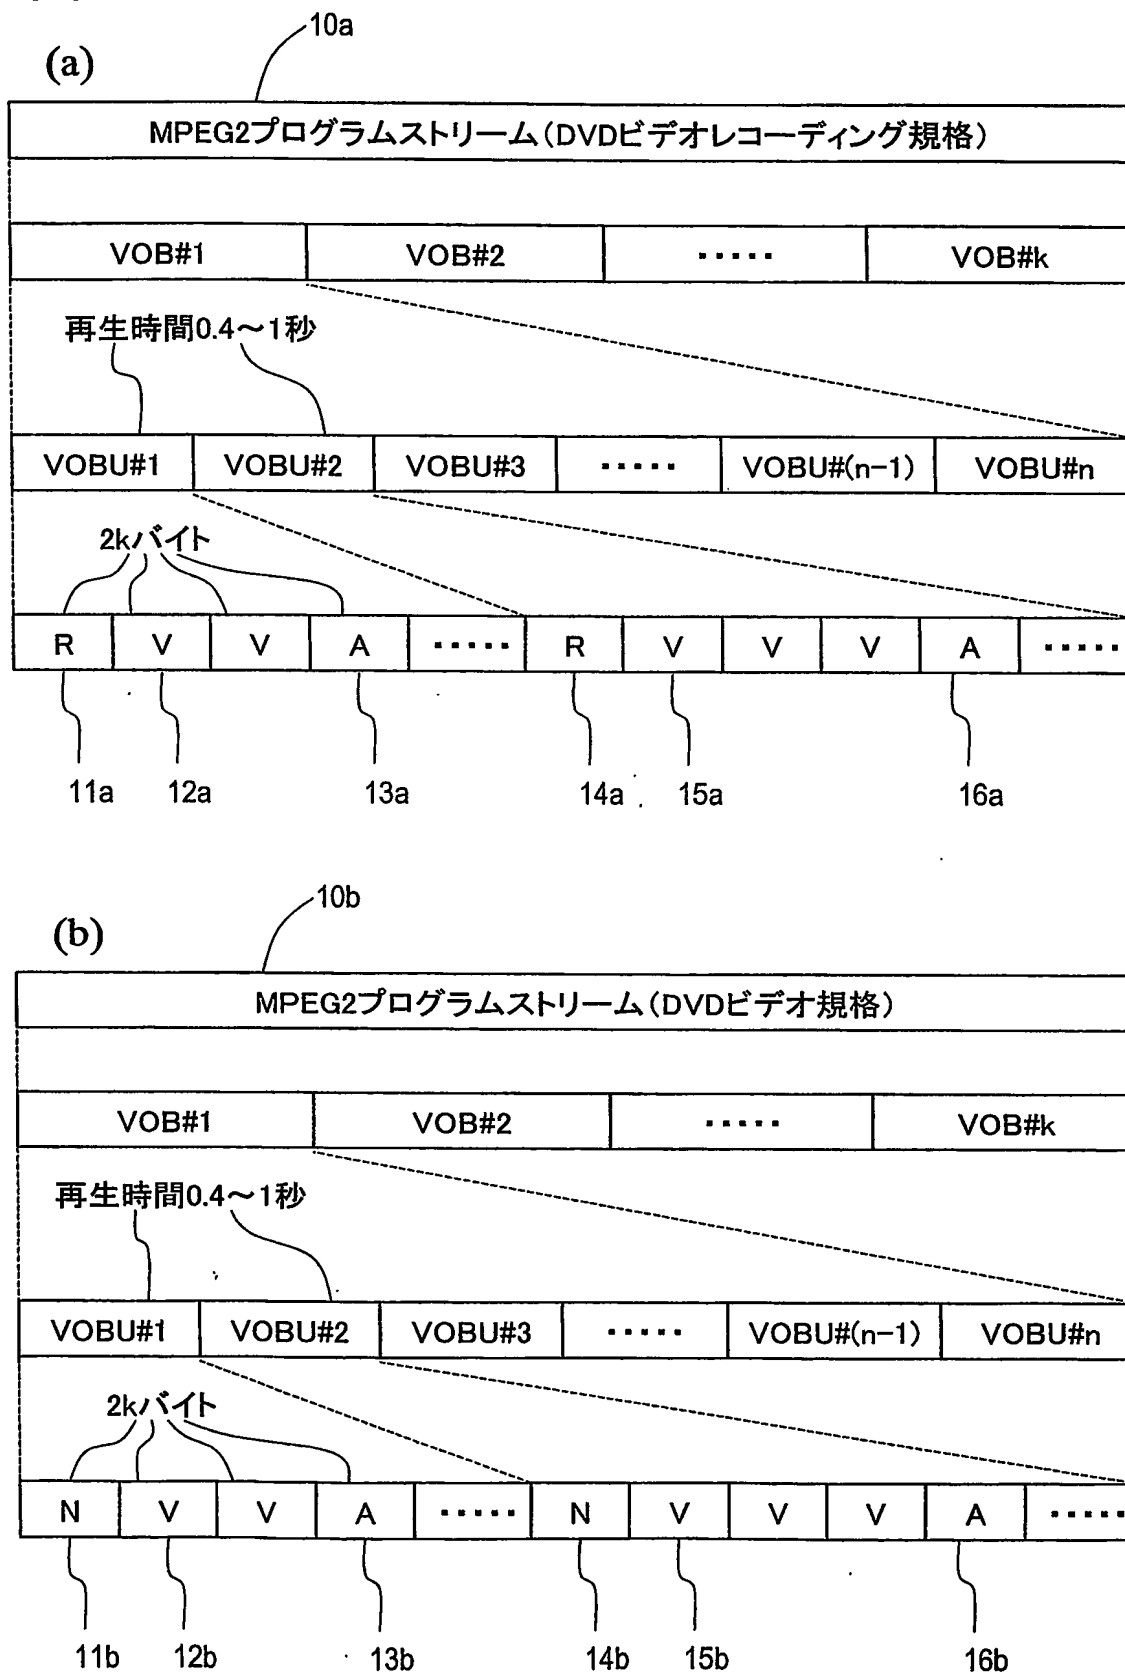 10a
(a)
MPEG2プログラムストリーム(DVDビデオレコーディング規格)
VOB#1 VOB#2 ・・・・・ VOB#k
再生時間0.4～1秒
VOBU#1 VOBU#2 VOBU#3 ・・・・・ VOBU#(n-1) VOBU#n
2kバイト
R V V A ・・・・・ R V V V A ・・・・・
11a 12a 13a 14a 15a 16a
10b
(b)
MPEG2プログラムストリーム(DVDビデオ規格)
VOB#1 VOB#2 ・・・・・ VOB#k
再生時間0.4～1秒
VOBU#1 VOBU#2 VOBU#3 ・・・・・ VOBU#(n-1) VOBU#n
2kバイト
N V V A ・・・・・ N V V V A ・・・・・
11b 12b 13b 14b 15b 16b